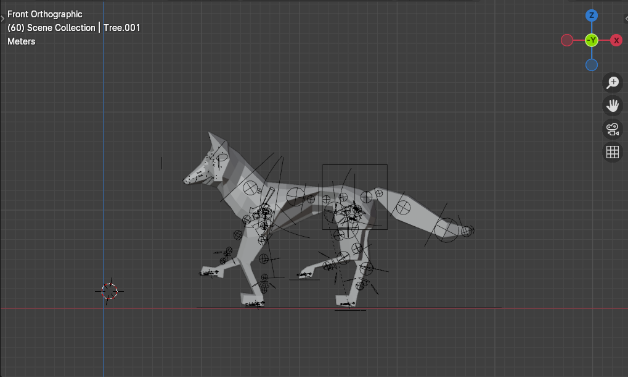 Front Orthographic
(60) Scene Collection | Tree.001
Meters
Z
-Y
X